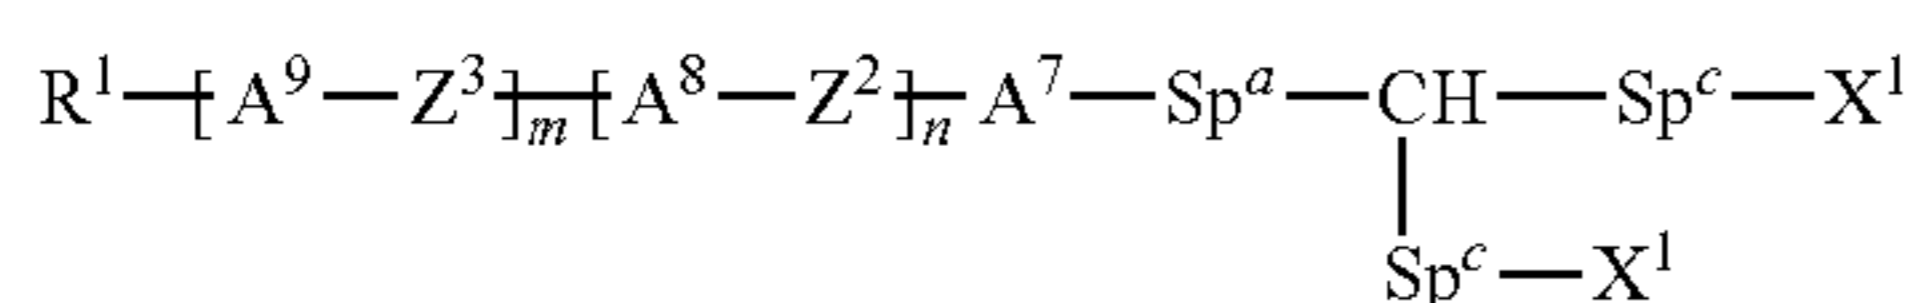 R¹—[A⁹—Z³]ₘ—[A⁸—Z²]ₙ—A⁷—Spᵃ—CH—Spᶜ—X¹
Spᶜ—X¹